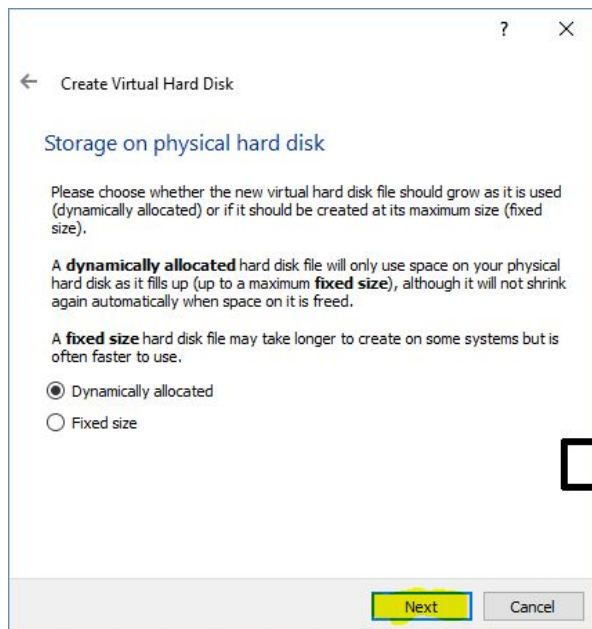 ?
Create Virtual Hard Disk
Storage on physical hard disk
Please choose whether the new virtual hard disk file should grow as it is used
(dynamically allocated) or if it should be created at its maximum size (fixed
size).
A dynamically allocated hard disk file will only use space on your physical
hard disk as it fills up (up to a maximum fixed size), although it will not shrink
again automatically when space on it is freed.
A fixed size hard disk file may take longer to create on some systems but is
often faster to use.
Dynamically allocated
Fixed size
Next Cancel